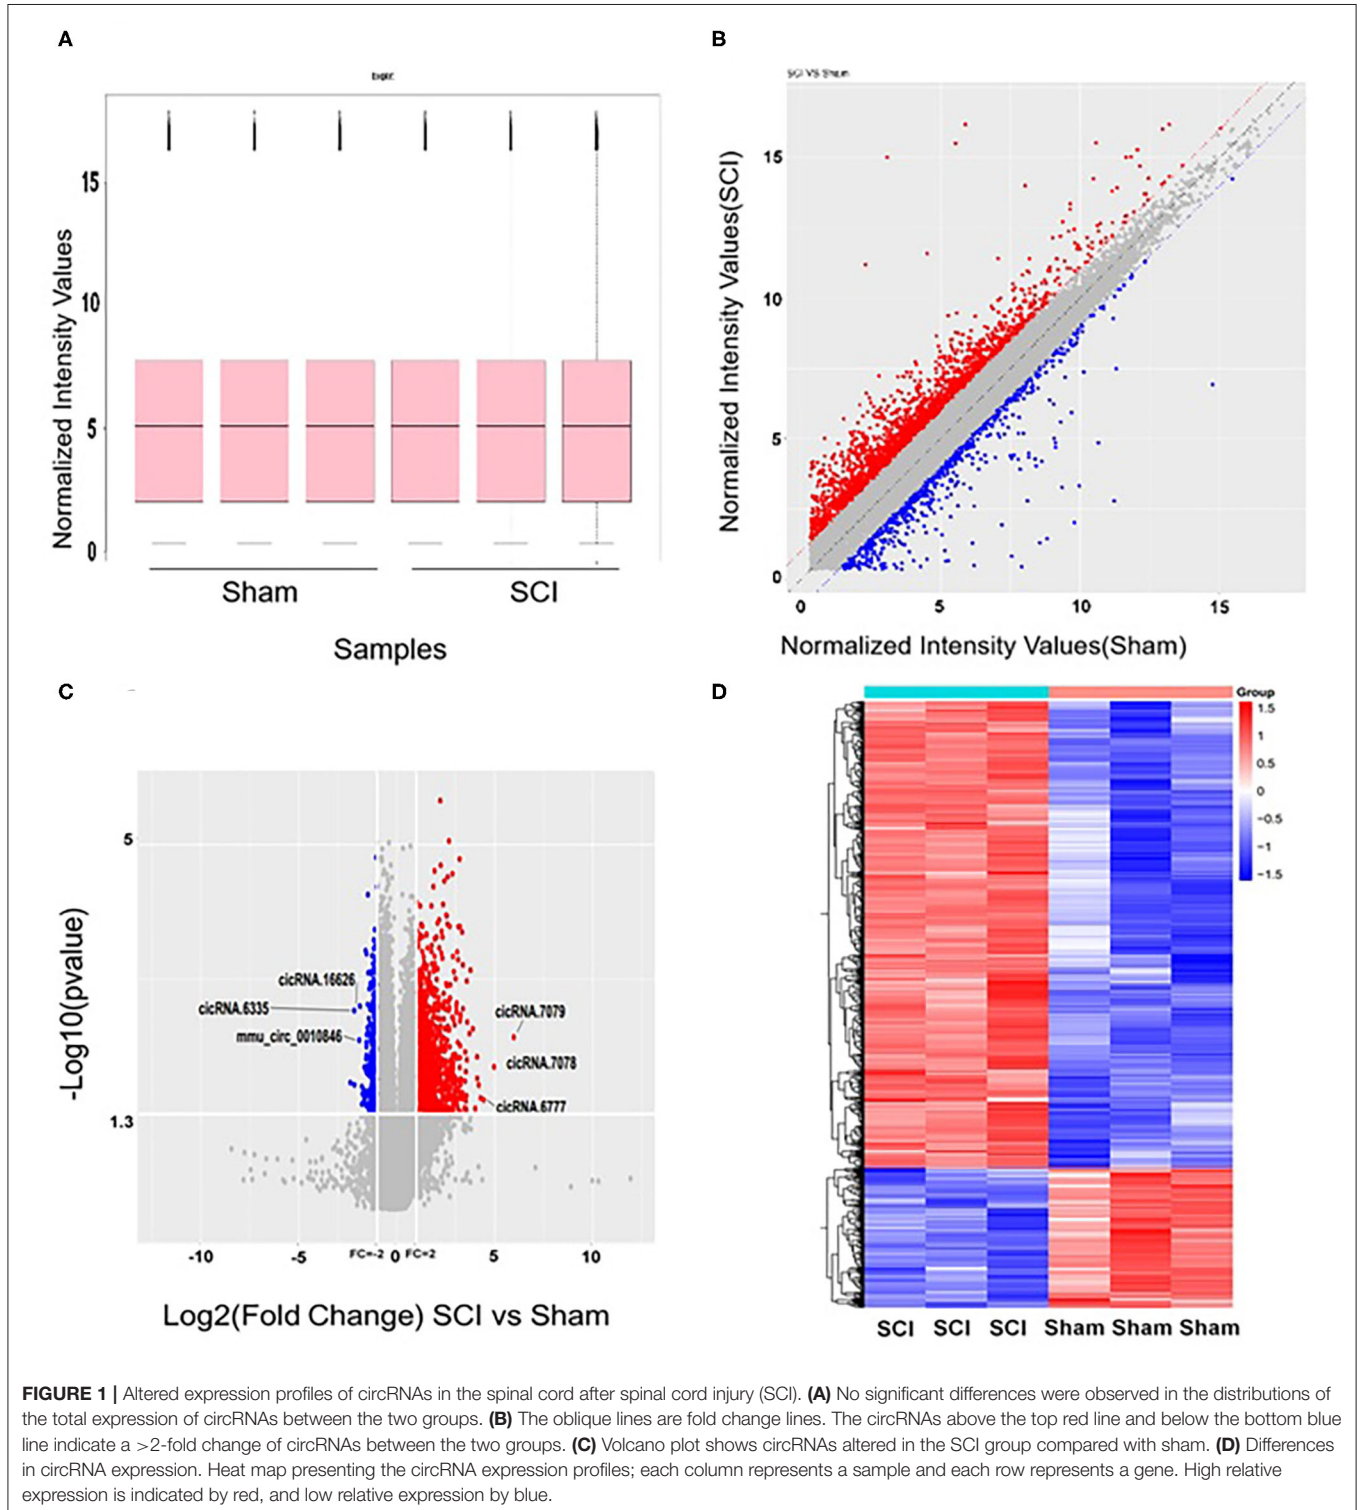 A
Normalized Intensity Values
15
10
5
0
Sham
SCI
Samples
B
SCI VS Sham
Normalized Intensity Values(SCI)
15
10
5
0
0 5 10 15
Normalized Intensity Values(Sham)
C
-Log10(pvalue)
5
1.3
cicRNA.16626
cicRNA.6335
mmu_circ_0010846
cicRNA.7079
cicRNA.7078
cicRNA.6777
-10 -5 FC=-2 0 FC=2 5 10
Log2(Fold Change) SCI vs Sham
D
Group
1.5
1
0.5
0
−0.5
−1
−1.5
SCI SCI SCI Sham Sham Sham
FIGURE 1 | Altered expression profiles of circRNAs in the spinal cord after spinal cord injury (SCI). (A) No significant differences were observed in the distributions of
the total expression of circRNAs between the two groups. (B) The oblique lines are fold change lines. The circRNAs above the top red line and below the bottom blue
line indicate a >2-fold change of circRNAs between the two groups. (C) Volcano plot shows circRNAs altered in the SCI group compared with sham. (D) Differences
in circRNA expression. Heat map presenting the circRNA expression profiles; each column represents a sample and each row represents a gene. High relative
expression is indicated by red, and low relative expression by blue.